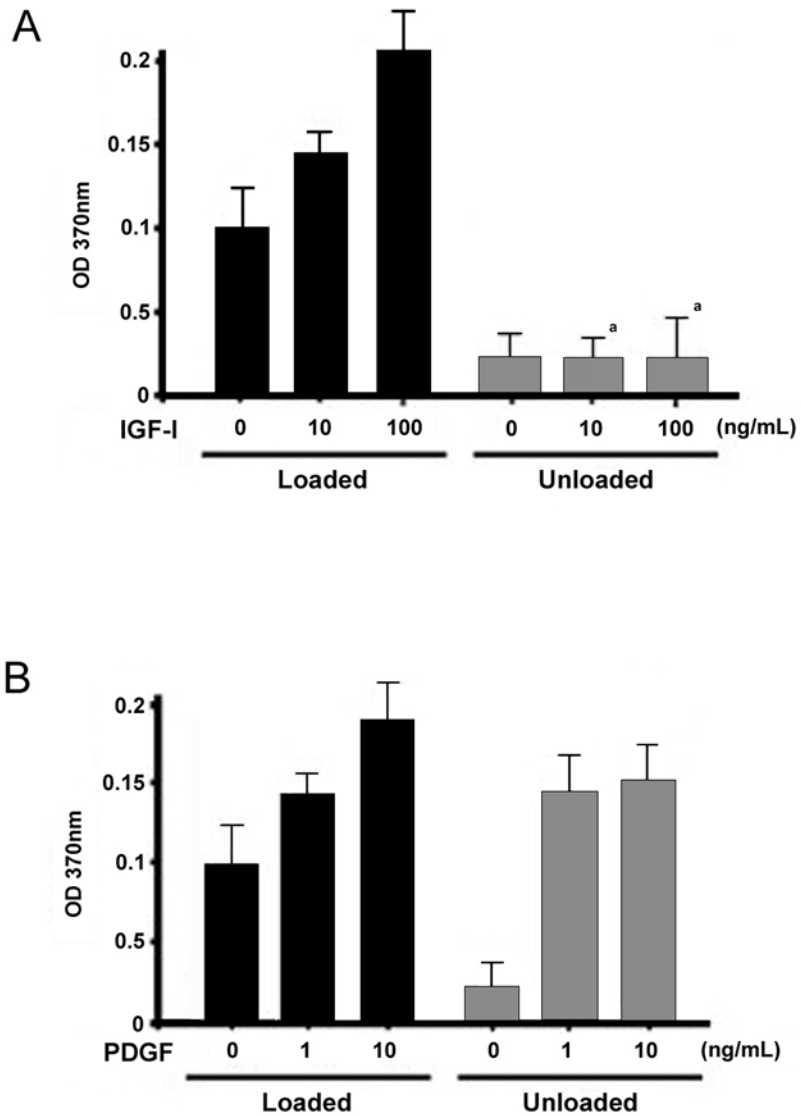 A
0.2
0.15
0.1
0.5
0
OD 370nm
a
a
IGF-I 0 10 100 0 10 100 (ng/mL)
Loaded Unloaded
B
0.2
0.15
0.1
0.5
0
OD 370nm
PDGF 0 1 10 0 1 10 (ng/mL)
Loaded Unloaded